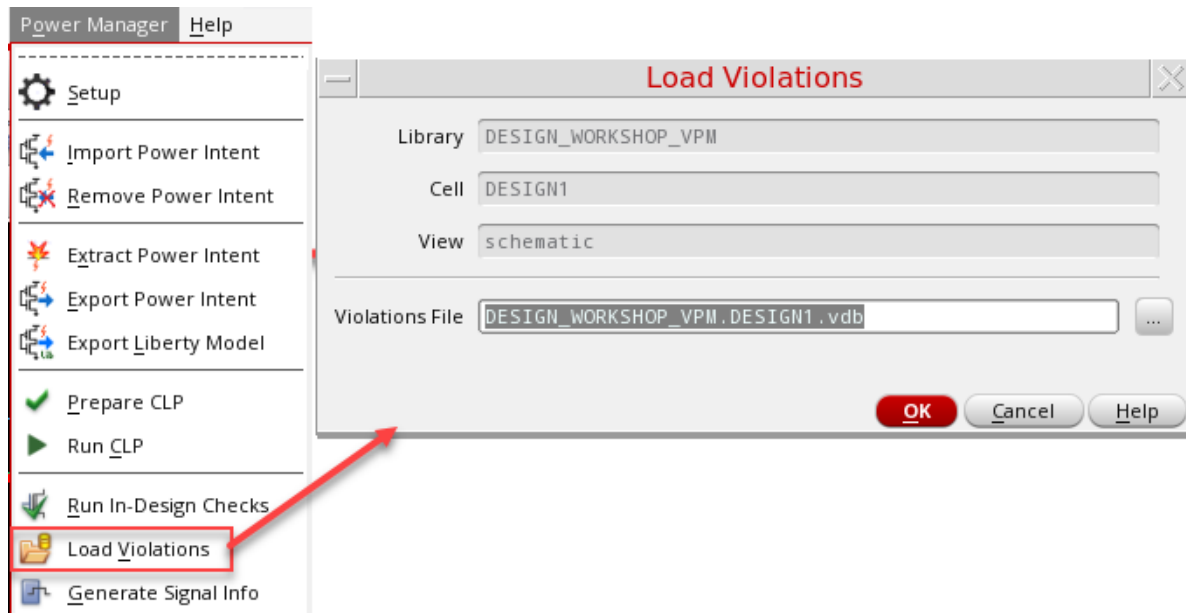 Power Manager Help
Setup
Import Power Intent
Remove Power Intent
Extract Power Intent
Export Power Intent
Export Liberty Model
Prepare CLP
Run CLP
Run In-Design Checks
Load Violations
Generate Signal Info
Load Violations
Library DESIGN_WORKSHOP_VPM
Cell DESIGN1
View schematic
Violations File DESIGN_WORKSHOP_VPM.DESIGN1.vdb ...
OK Cancel Help